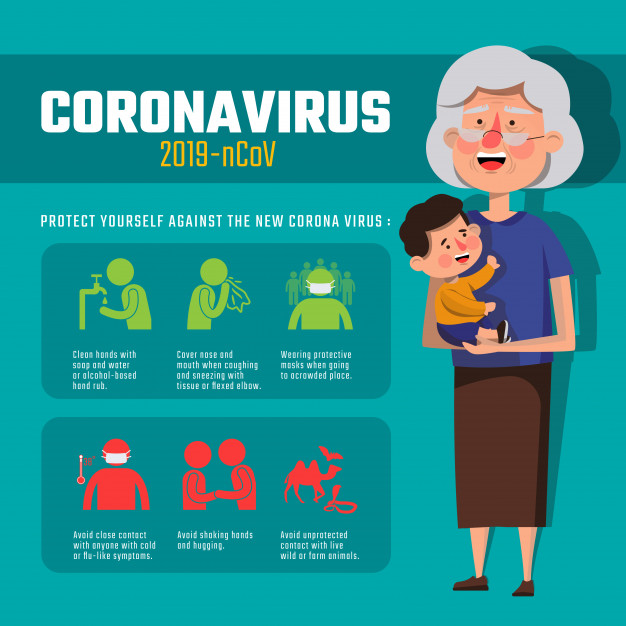 CORONAVIRUS
2019-nCoV
PROTECT YOURSELF AGAINST THE NEW CORONA VIRUS :
Clean hands with
soap and water
or alcohol-based
hand rub.
Cover nose and
mouth when coughing
and sneezing with
tissue or flexed elbow.
Wearing protective
masks when going
to acrowded place.
Avoid close contact
with anyone with cold
or flu-like symptoms.
Avoid shaking hands
and hugging.
Avoid unprotected
contact with live
wild or farm animals.